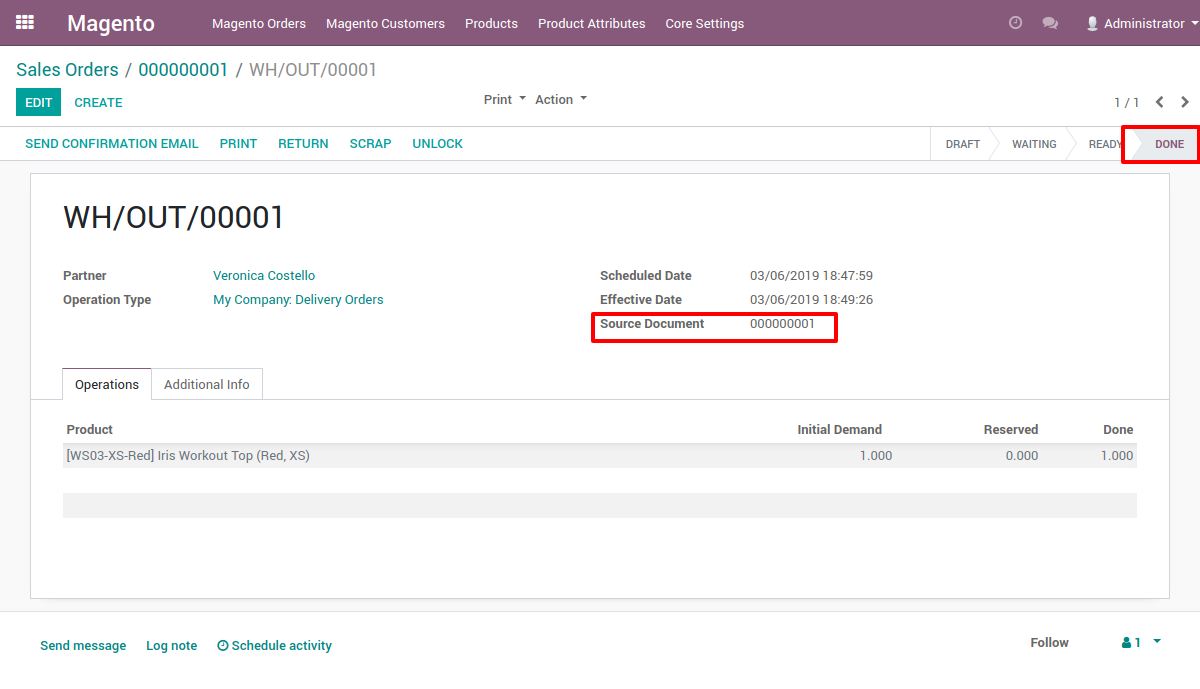 Magento Magento Orders Magento Customers Products Product Attributes Core Settings Administrator
Sales Orders / 000000001 / WH/OUT/00001
EDIT CREATE Print Action 1 / 1
SEND CONFIRMATION EMAIL PRINT RETURN SCRAP UNLOCK DRAFT WAITING READY DONE
WH/OUT/00001
Partner Veronica Costello Scheduled Date 03/06/2019 18:47:59
Operation Type My Company: Delivery Orders Effective Date 03/06/2019 18:49:26
Source Document 000000001
Operations Additional Info
Product Initial Demand Reserved Done
[WS03-XS-Red] Iris Workout Top (Red, XS) 1.000 0.000 1.000
Send message Log note Schedule activity Follow 1